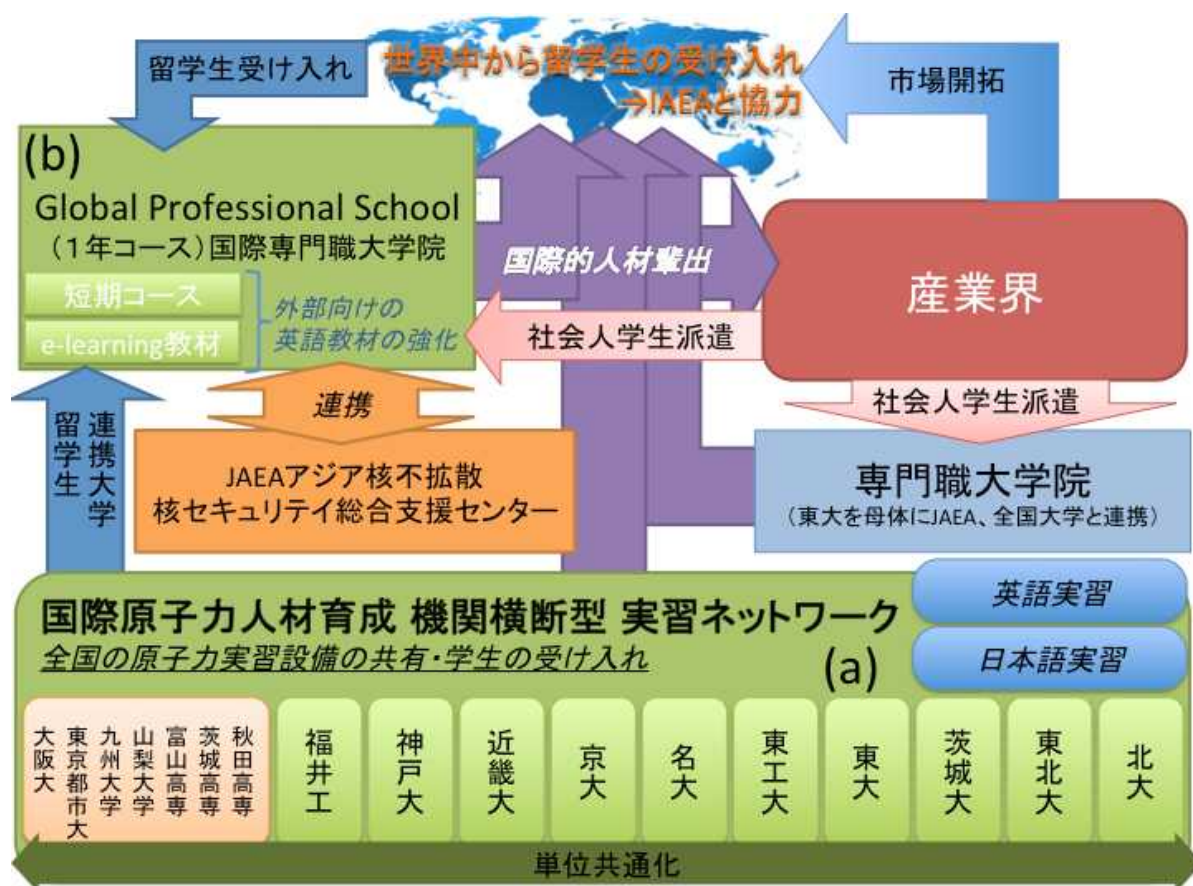 留学生受け入れ
世界中から留学生の受け入れ
→IAEAと協力
市場開拓
(b)
Global Professional School
(1年コース)国際専門職大学院
短期コース
e-learning教材
外部向けの
英語教材の強化
国際的人材輩出
産業界
社会人学生派遣
連携
社会人学生派遣
連携大学
留学生
JAEAアジア核不拡散
核セキュリテイ総合支援センター
専門職大学院
(東大を母体にJAEA、全国大学と連携)
国際原子力人材育成 機関横断型 実習ネットワーク
全国の原子力実習設備の共有・学生の受け入れ
(a)
英語実習
日本語実習
大阪大
東京都市大
九州大学
山梨大学
富山高専
茨城高専
秋田高専
福井工
神戸大
近畿大
京大
名大
東工大
東大
茨城大
東北大
北大
単位共通化